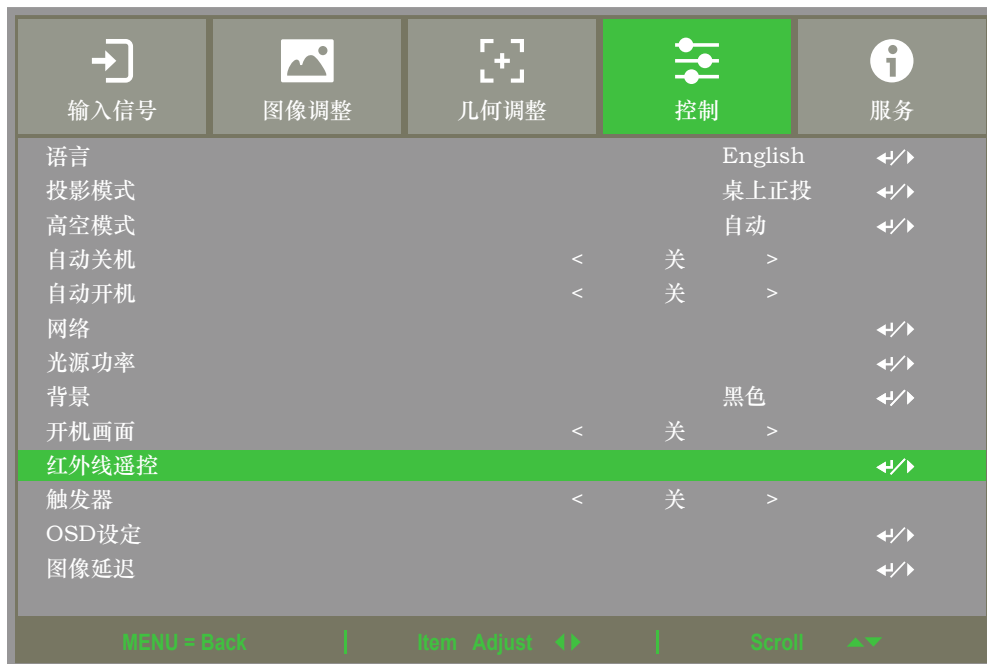 输入信号 图像调整 几何调整 控制 服务
语言 English
投影模式 桌上正投
高空模式 自动
自动关机 < 关 >
自动开机 < 关 >
网络
光源功率
背景 黑色
开机画面 < 关 >
红外线遥控
触发器 < 关 >
OSD设定
图像延迟
MENU = Back Item Adjust Scroll